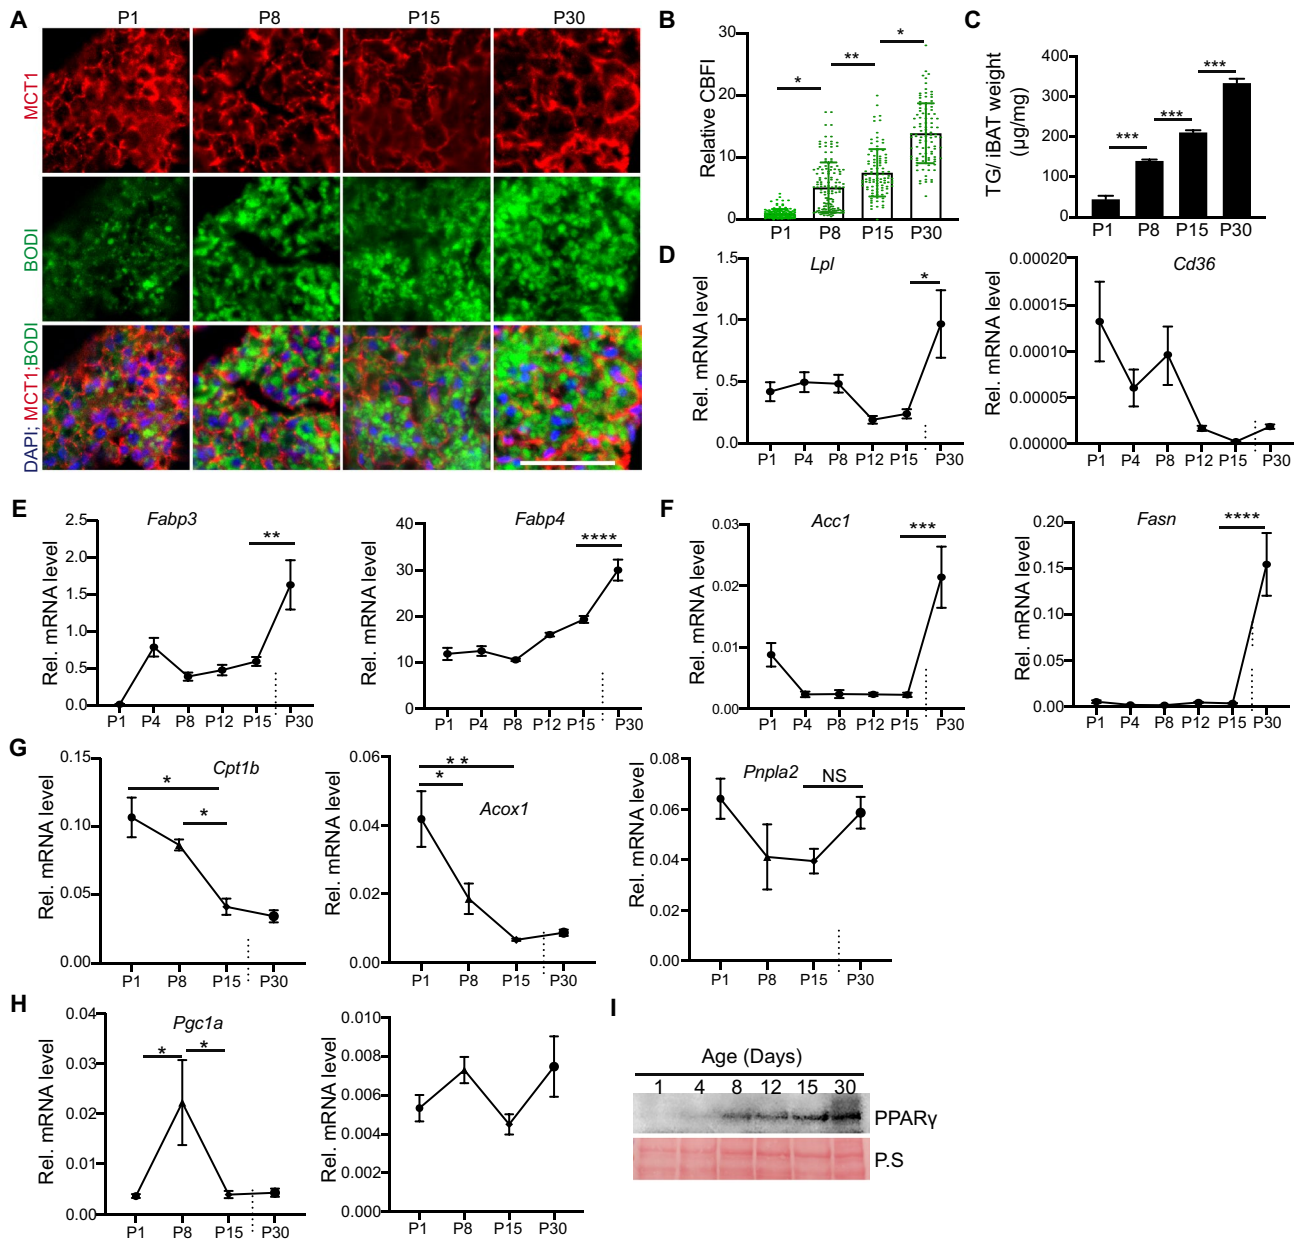 A
P1 P8 P15 P30
MCT1
BODI
DAPI; MCT1;BODI
B
Relative CBFI
30
20
10
0
* ** *
P1 P8 P15 P30
C
TG/ iBAT weight
(µg/mg)
400
300
200
100
0
*** *** ***
P1 P8 P15 P30
D
Lpl
Rel. mRNA level
1.5
1.0
0.5
0.0
*
P1 P4 P8 P12 P15 P30
Cd36
Rel. mRNA level
0.00020
0.00015
0.00010
0.00005
0.00000
P1 P4 P8 P12 P15 P30
E
Fabp3
Rel. mRNA level
2.5
2.0
1.5
1.0
0.5
0.0
**
P1 P4 P8 P12 P15 P30
Fabp4
Rel. mRNA level
40
30
20
10
0
****
P1 P4 P8 P12 P15 P30
F
Acc1
Rel. mRNA level
0.03
0.02
0.01
0.00
***
P1 P4 P8 P12 P15 P30
Fasn
Rel. mRNA level
0.20
0.15
0.10
0.05
0.00
****
P1 P4 P8 P12 P15 P30
G
Cpt1b
Rel. mRNA level
0.15
0.10
0.05
0.00
*
*
P1 P8 P15 P30
Acox1
Rel. mRNA level
0.06
0.04
0.02
0.00
* *
*
P1 P8 P15 P30
Pnpla2
Rel. mRNA level
0.08
0.06
0.04
0.02
0.00
NS
P1 P8 P15 P30
H
Pgc1a
Rel. mRNA level
0.04
0.03
0.02
0.01
0.00
* *
P1 P8 P15 P30
Rel. mRNA level
0.010
0.008
0.006
0.004
0.002
0.000
P1 P8 P15 P30
I
Age (Days)
1 4 8 12 15 30
PPARγ
P.S